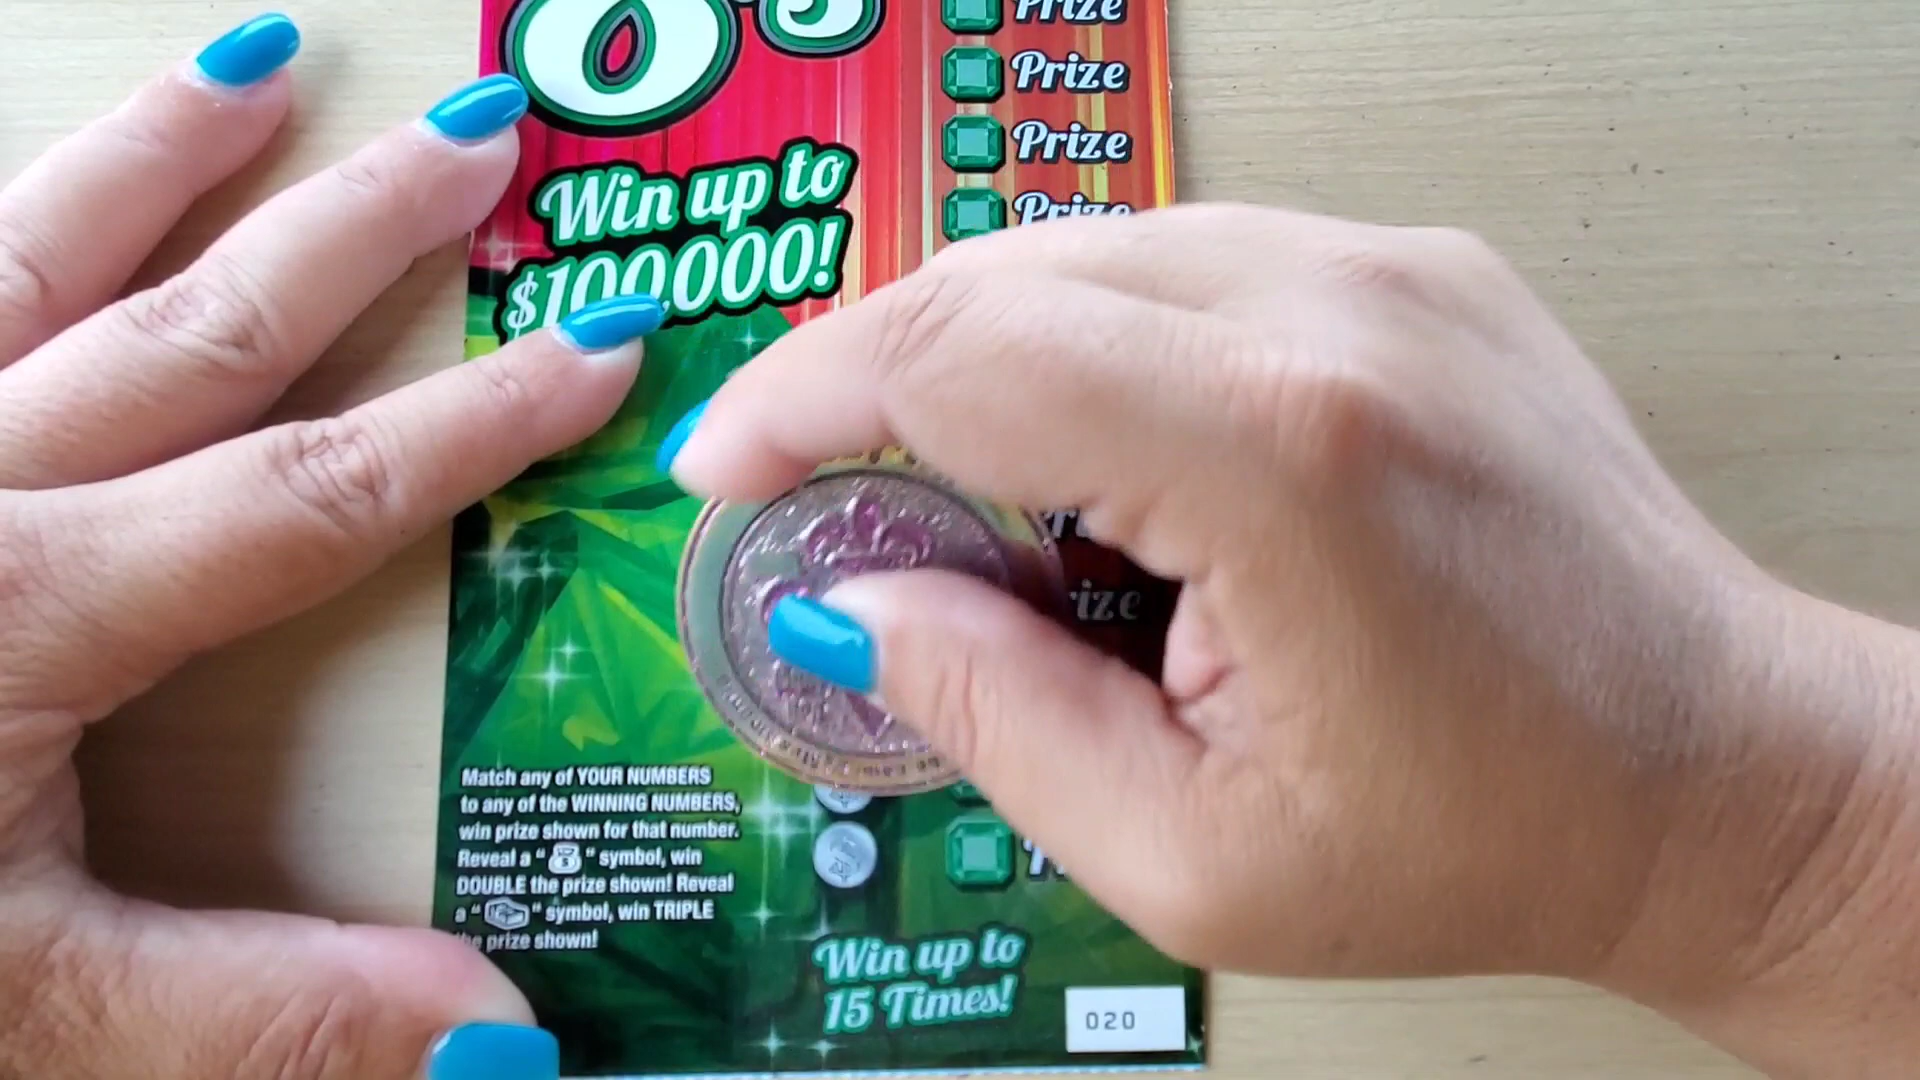 Prize
Prize
Prize
Prize
Win up to
$100,000!
Match any of YOUR NUMBERS
to any of the WINNING NUMBERS,
win prize shown for that number.
Reveal a " " symbol, win
DOUBLE the prize shown! Reveal
a " " symbol, win TRIPLE
the prize shown!
Win up to
15 Times!
020